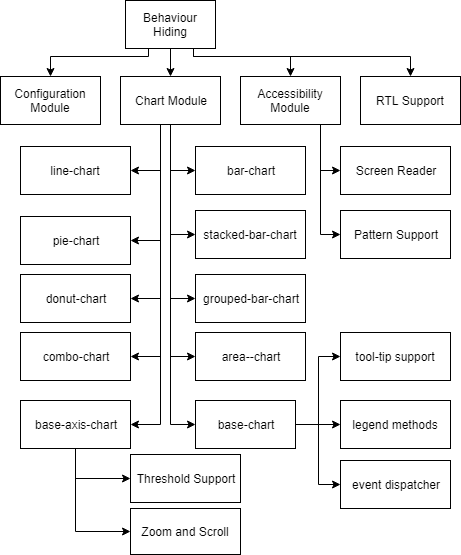 Behaviour
Hiding
Configuration
Module
Chart Module
Accessibility
Module
RTL Support
line-chart
bar-chart
Screen Reader
pie-chart
stacked-bar-chart
Pattern Support
donut-chart
grouped-bar-chart
combo-chart
area--chart
tool-tip support
base-axis-chart
base-chart
legend methods
Threshold Support
event dispatcher
Zoom and Scroll